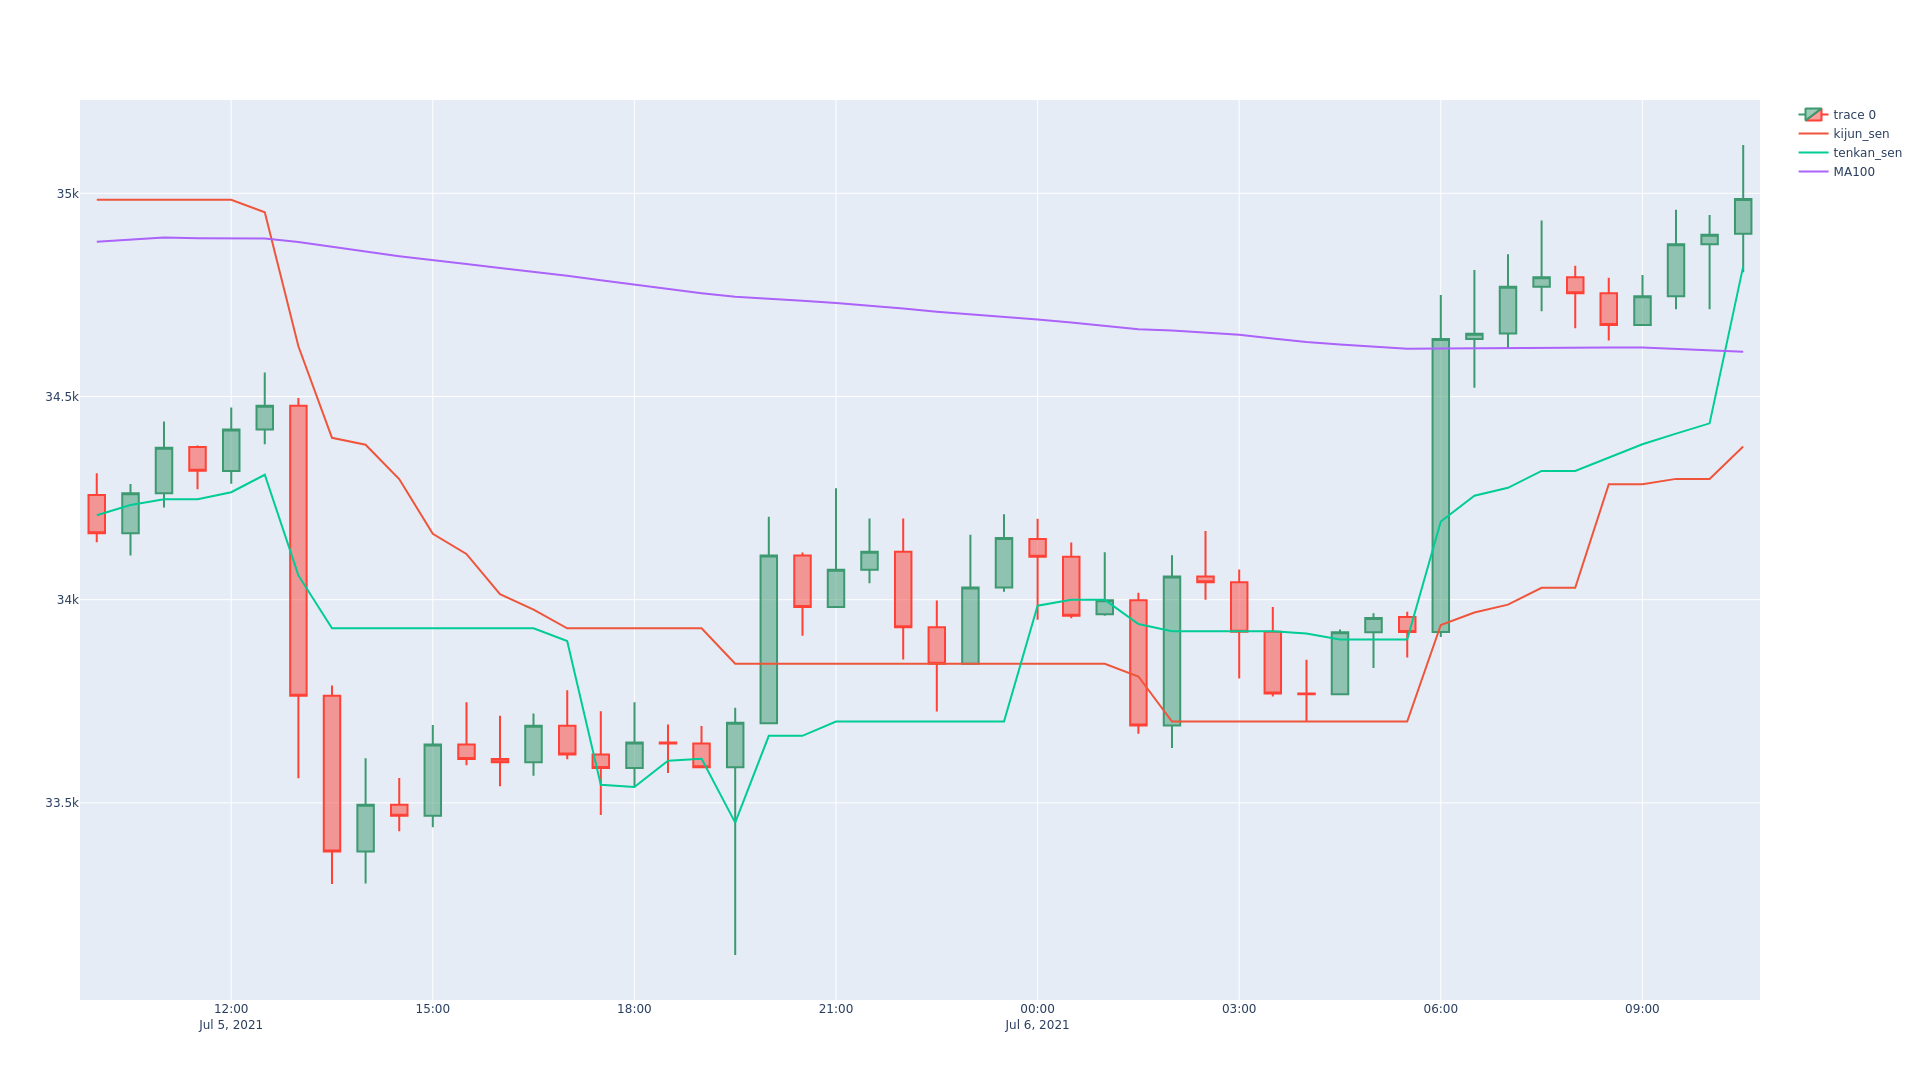 trace 0
kijun_sen
tenkan_sen
MA100
35k
34.5k
34k
33.5k
12:00
Jul 5, 2021
15:00
18:00
21:00
00:00
Jul 6, 2021
03:00
06:00
09:00